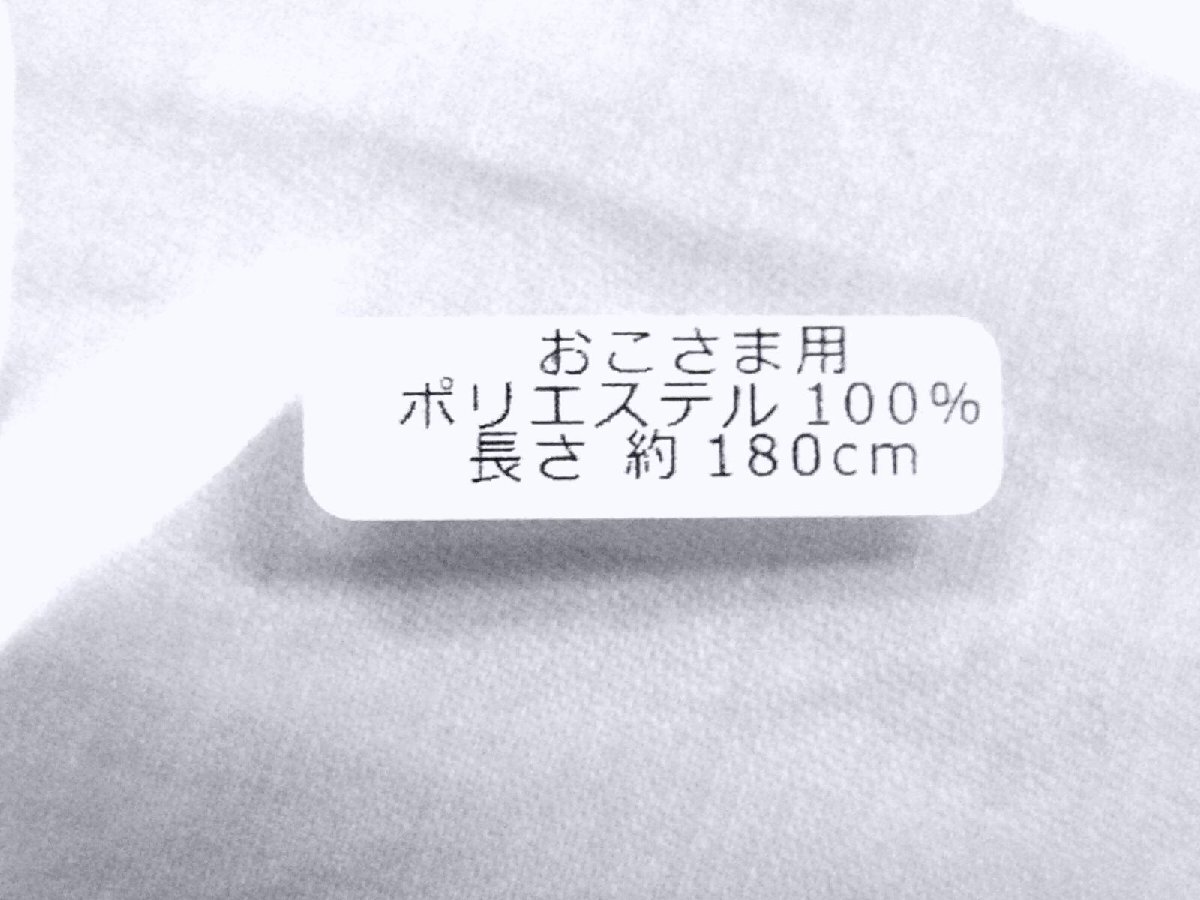 おこさま用
ポリエステル 100%
長さ 約 180cm